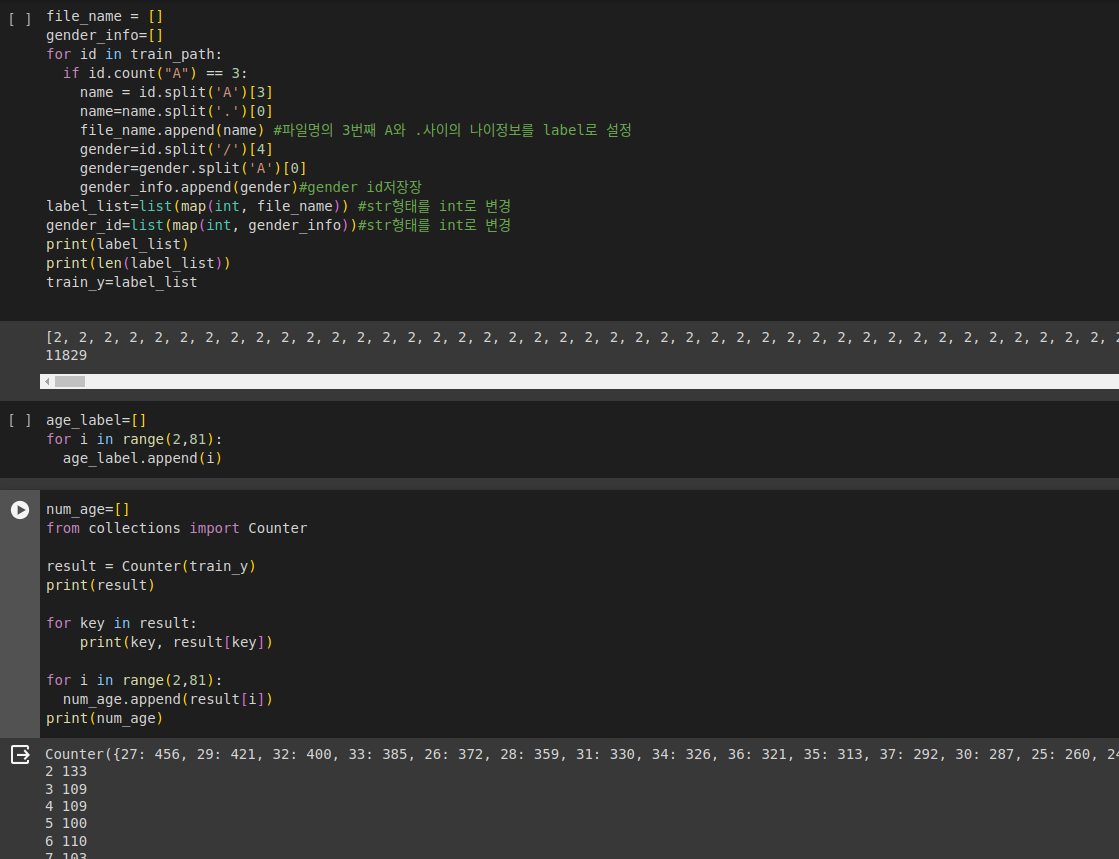 [ ] file_name = []
gender_info=[]
for id in train_path:
  if id.count("A") == 3:
    name = id.split('A')[3]
    name=name.split('.')[0]
    file_name.append(name) #파일명의 3번째 A와 .사이의 나이정보를 label로 설정
    gender=id.split('/')[4]
    gender=gender.split('A')[0]
    gender_info.append(gender)#gender id저장장
label_list=list(map(int, file_name)) #str형태를 int로 변경
gender_id=list(map(int, gender_info))#str형태를 int로 변경
print(label_list)
print(len(label_list))
train_y=label_list
[2, 2, 2, 2, 2, 2, 2, 2, 2, 2, 2, 2, 2, 2, 2, 2, 2, 2, 2, 2, 2, 2, 2, 2, 2, 2, 2, 2, 2, 2, 2, 2, 2, 2, 2, 2, 2, 2, 2, 2, 2, 2,
11829
[ ] age_label=[]
for i in range(2,81):
  age_label.append(i)
num_age=[]
from collections import Counter
result = Counter(train_y)
print(result)
for key in result:
    print(key, result[key])
for i in range(2,81):
  num_age.append(result[i])
print(num_age)
Counter({27: 456, 29: 421, 32: 400, 33: 385, 26: 372, 28: 359, 31: 330, 34: 326, 36: 321, 35: 313, 37: 292, 30: 287, 25: 260,
2 133
3 109
4 109
5 100
6 110
7 103